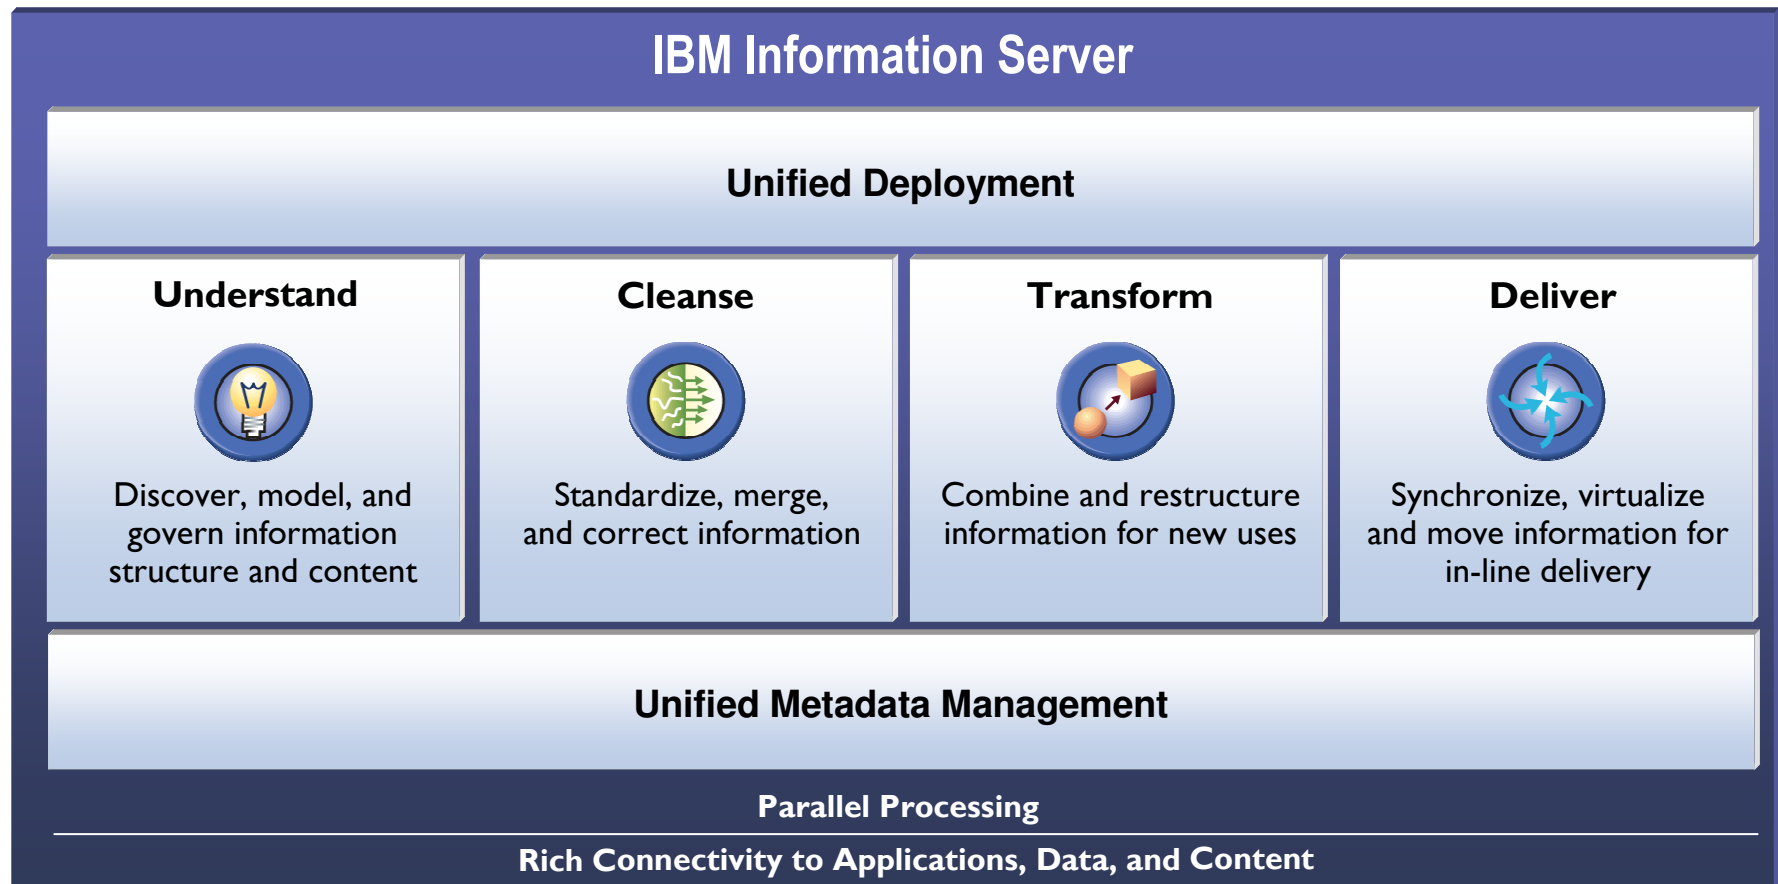 IBM Information Server
Unified Deployment
Understand
Discover, model, and
govern information
structure and content
Cleanse
Standardize, merge,
and correct information
Transform
Combine and restructure
information for new uses
Deliver
Synchronize, virtualize
and move information for
in-line delivery
Unified Metadata Management
Parallel Processing
Rich Connectivity to Applications, Data, and Content